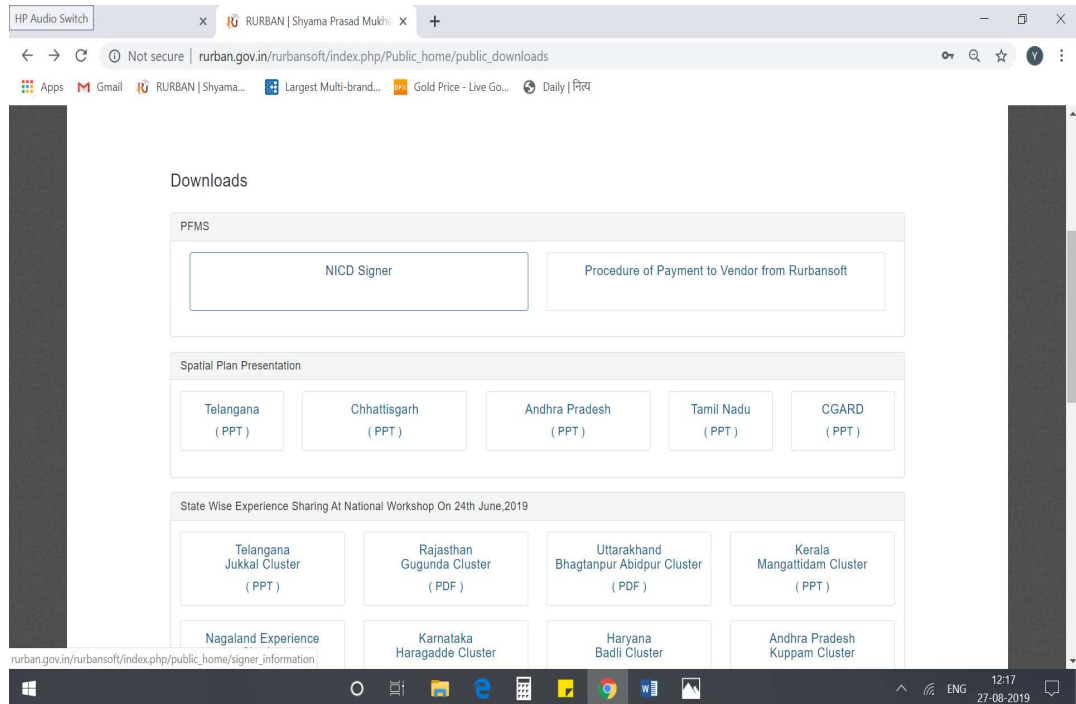 HP Audio Switch
RURBAN | Shyama Prasad Mukhe
Not secure | rurban.gov.in/rurbansoft/index.php/Public_home/public_downloads
Y
Apps Gmail RURBAN | Shyama... Largest Multi-brand... DFX Gold Price - Live Go... Daily | नित्य
Downloads
PFMS
NICD Signer Procedure of Payment to Vendor from Rurbansoft
Spatial Plan Presentation
Telangana Chhattisgarh Andhra Pradesh Tamil Nadu CGARD
( PPT ) ( PPT ) ( PPT ) ( PPT ) ( PPT )
State Wise Experience Sharing At National Workshop On 24th June,2019
Telangana Rajasthan Uttarakhand Kerala
Jukkal Cluster Gugunda Cluster Bhagtanpur Abidpur Cluster Mangattidam Cluster
( PPT ) ( PDF ) ( PDF ) ( PPT )
Nagaland Experience Karnataka Haryana Andhra Pradesh
Haragadde Cluster Badli Cluster Kuppam Cluster
rurban.gov.in/rurbansoft/index.php/public_home/signer_information
ENG 12:17
27-08-2019